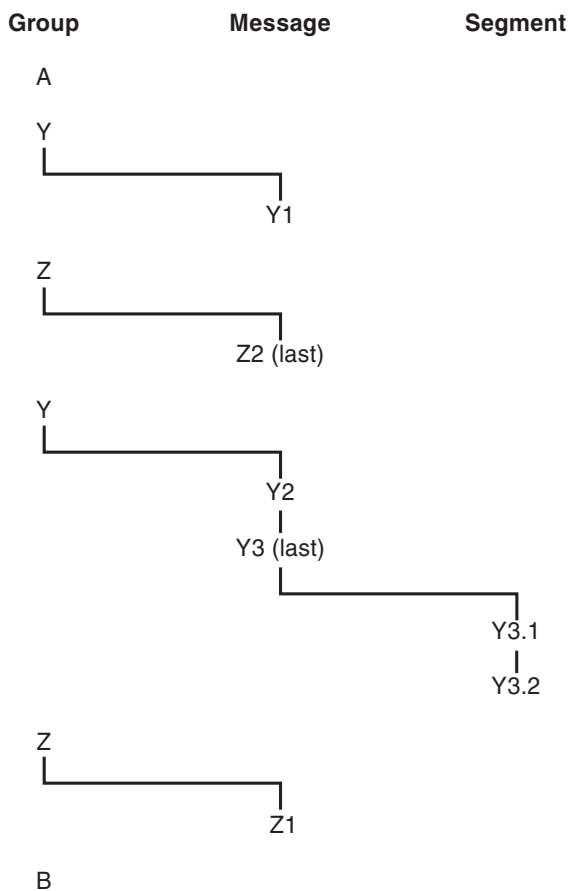 Group Message Segment
A
Y
Y1
Z
Z2 (last)
Y
Y2
Y3 (last)
Y3.1
Y3.2
Z
Z1
B